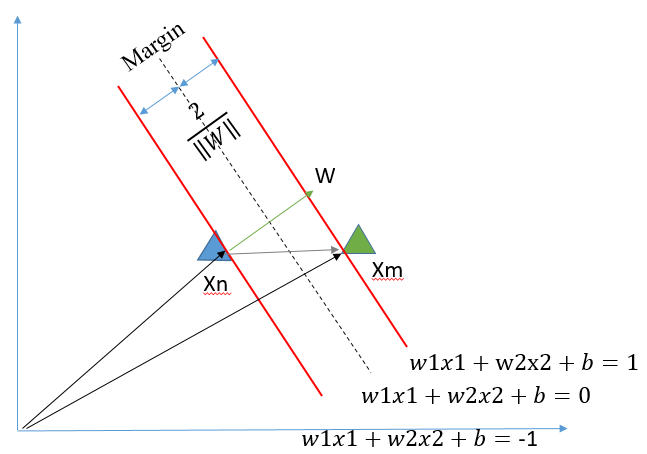 Margin
2
‖W‖
W
Xn
Xm
w1x1 + w2x2 + b = 1
w1x1 + w2x2 + b = 0
w1x1 + w2x2 + b = -1